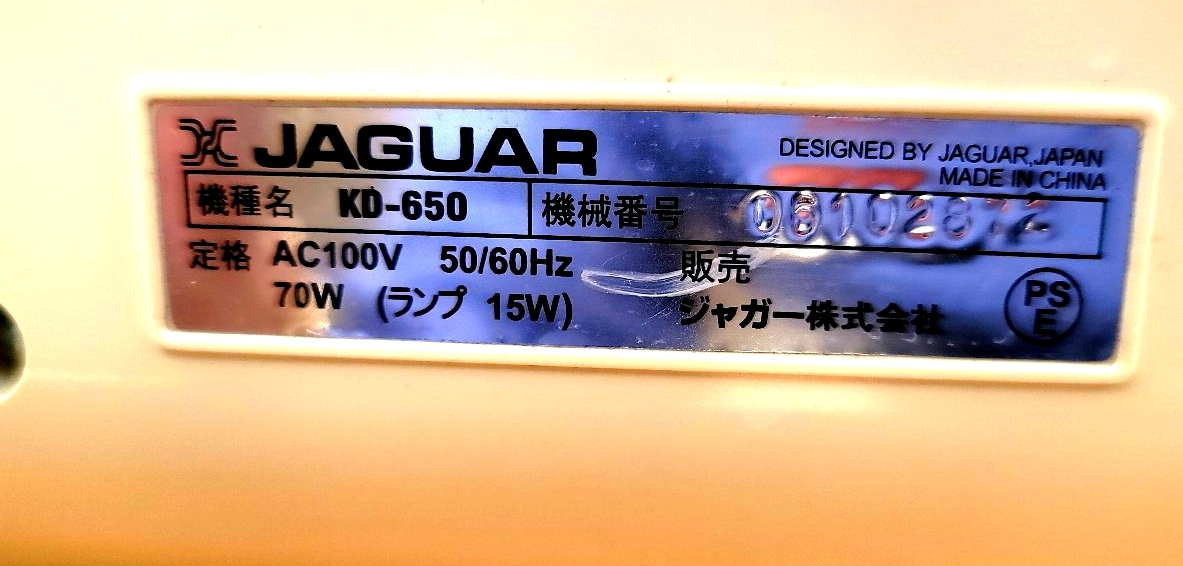 JAGUAR
DESIGNED BY JAGUAR,JAPAN
MADE IN CHINA
機種名 KD-650 機械番号
定格 AC100V 50/60Hz
70W (ランプ 15W)
販売
ジャガー株式会社
PS
E